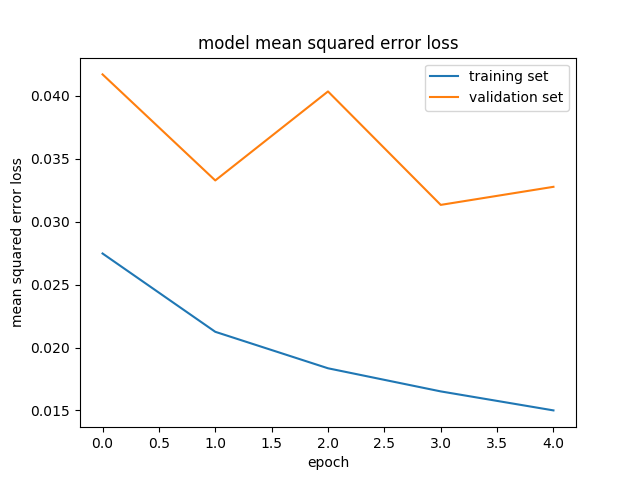 model mean squared error loss
training set
validation set
0.040
0.035
0.030
0.025
0.020
0.015
mean squared error loss
0.0 0.5 1.0 1.5 2.0 2.5 3.0 3.5 4.0
epoch